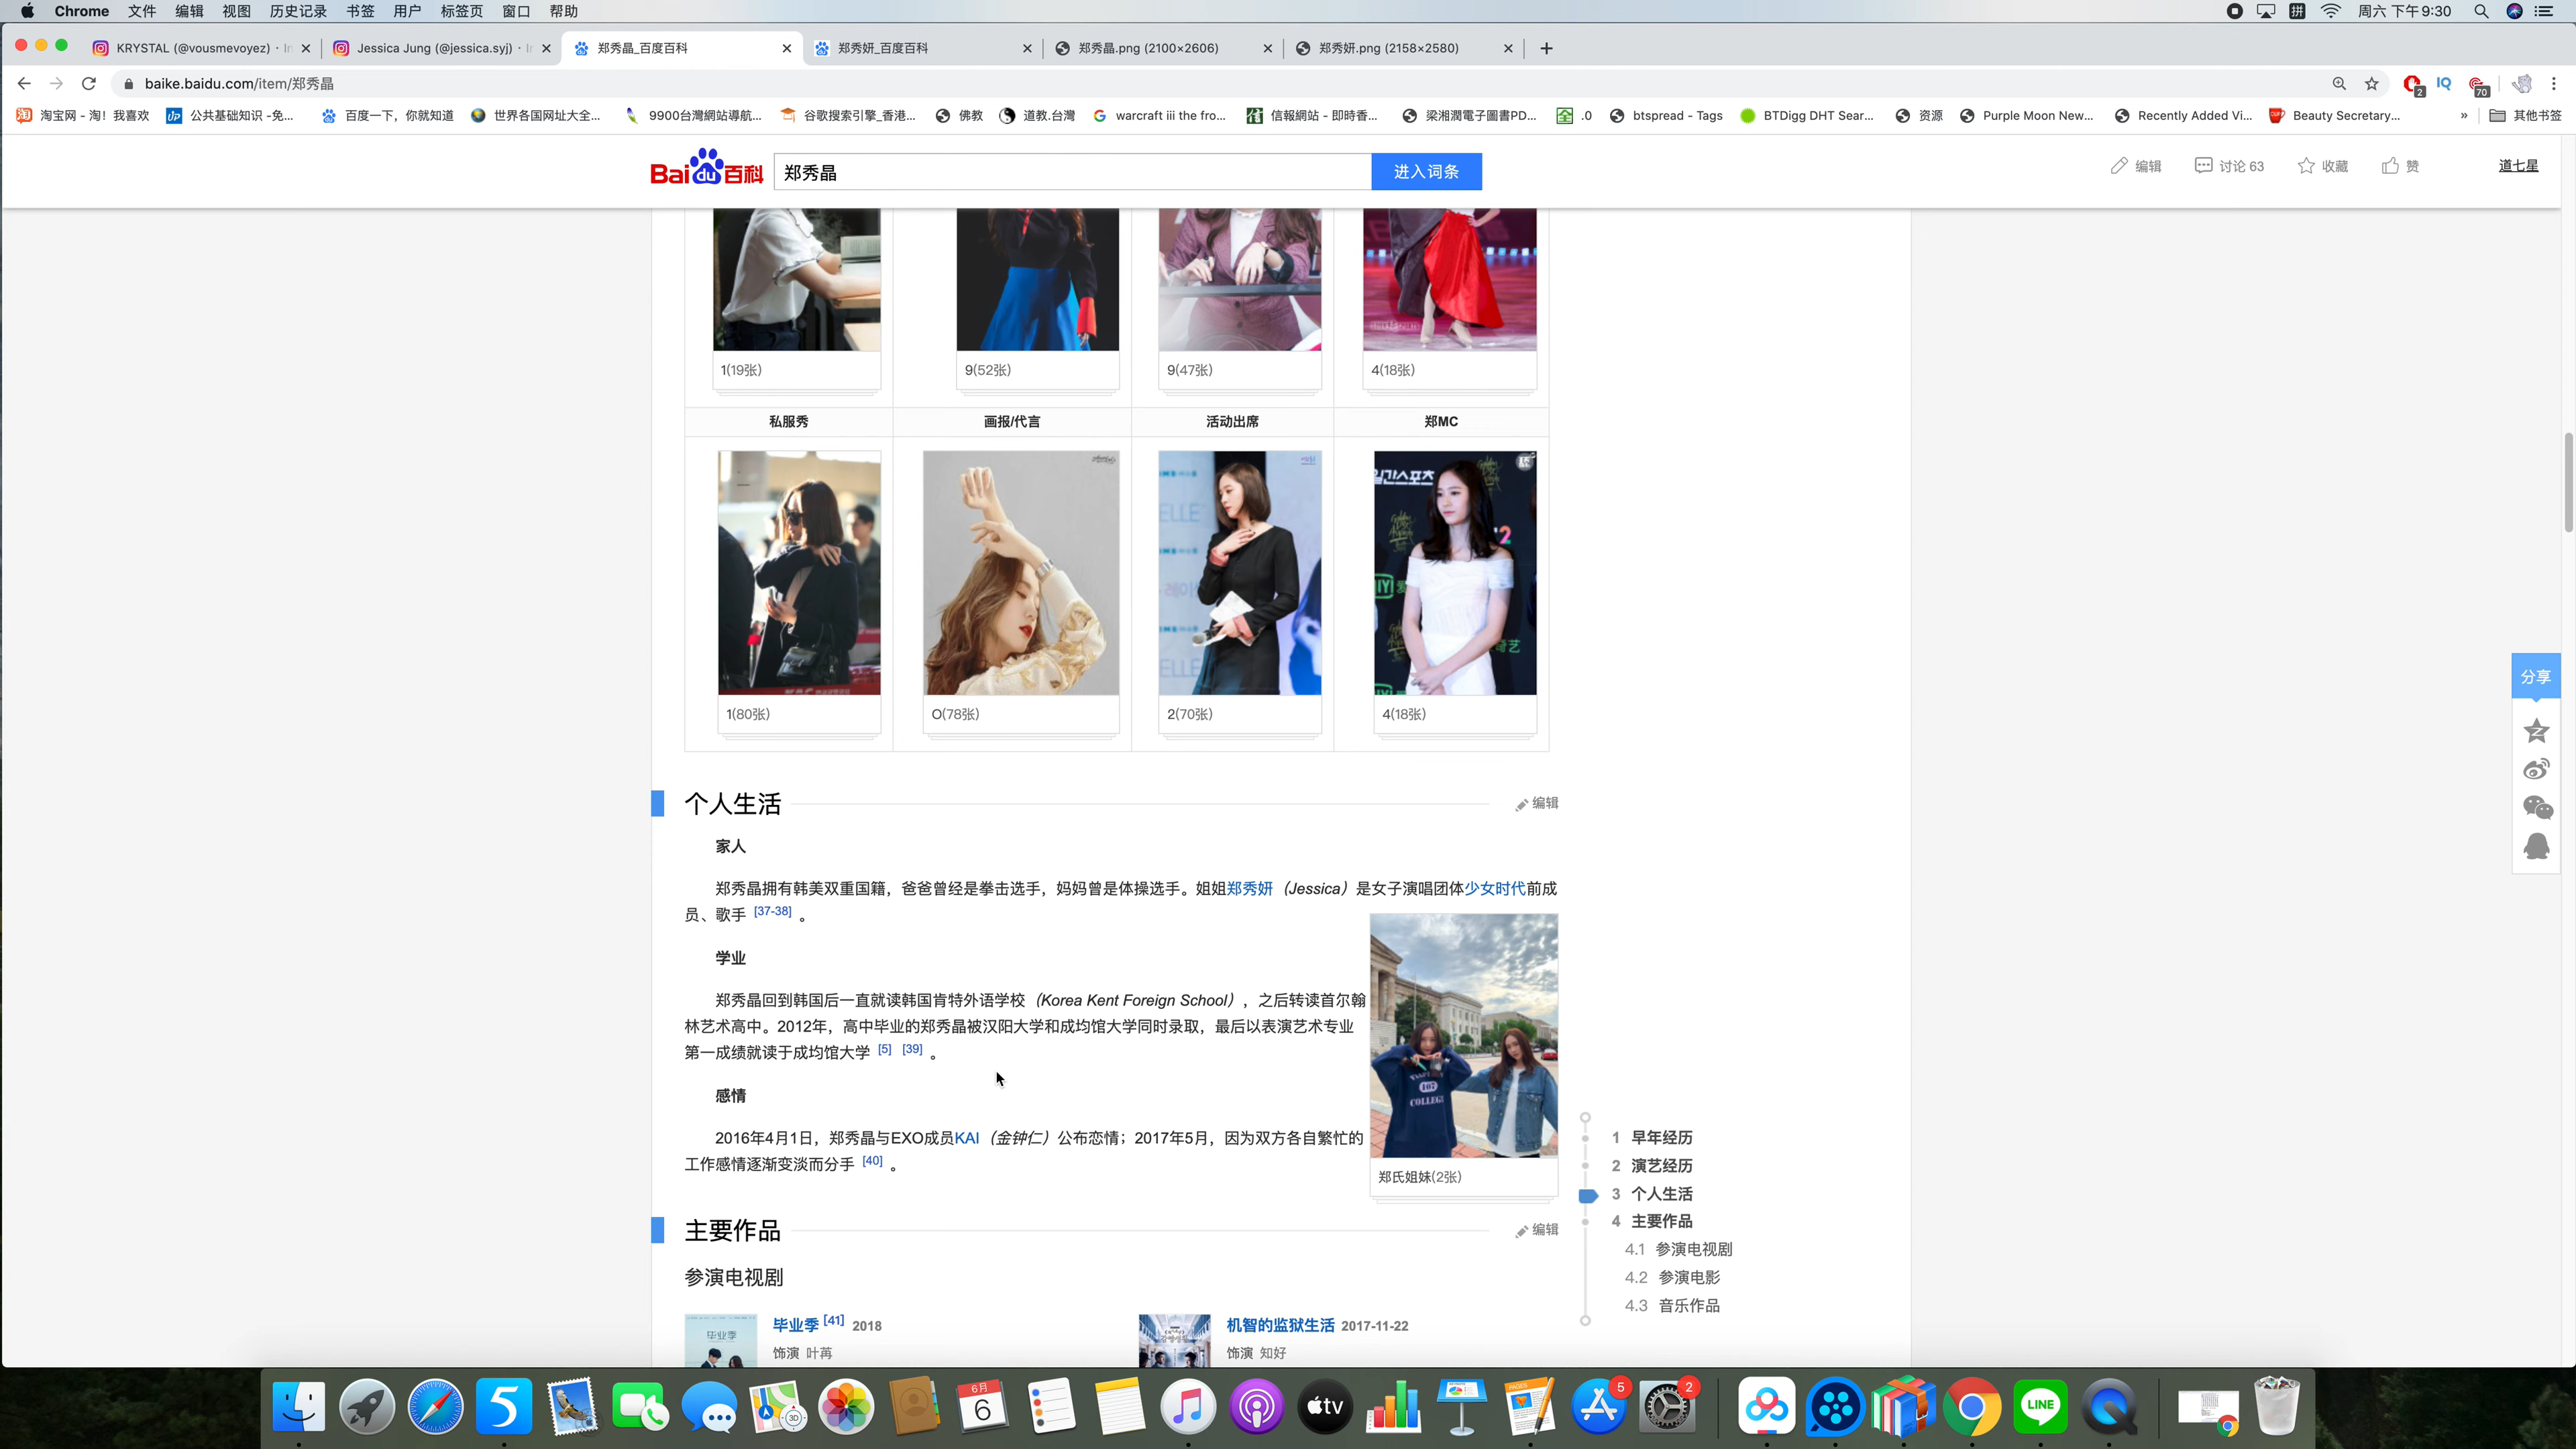 Chrome 文件 编辑 视图 历史记录 书签 用户 标签页 窗口 帮助 拼 周六 下午9:30
KRYSTAL (@vousmevoyez) · In Jessica Jung (@jessica.syj) · In 郑秀晶_百度百科 郑秀妍_百度百科 郑秀晶.png (2100×2606) 郑秀妍.png (2158×2580)
baike.baidu.com/item/郑秀晶 2 IQ 70
淘宝网 - 淘！我喜欢 公共基础知识 -免... 百度一下，你就知道 世界各国网址大全... 9900台灣網站導航... 谷歌搜索引擎_香港... 佛教 道教.台灣 warcraft iii the fro... 信報網站 - 即時香... 梁湘潤電子圖書PD... .0 btspread - Tags BTDigg DHT Sear... 资源 Purple Moon New... Recently Added Vi... Beauty Secretary... » 其他书签
Baidu百科 郑秀晶 进入词条 编辑 讨论 63 收藏 赞 道七星
1(19张) 9(52张) 9(47张) 4(18张)
私服秀 画报/代言 活动出席 郑MC
1(80张) O(78张) 2(70张) 4(18张)
分享
个人生活 编辑
家人
郑秀晶拥有韩美双重国籍，爸爸曾经是拳击选手，妈妈曾是体操选手。姐姐郑秀妍（Jessica）是女子演唱团体少女时代前成
员、歌手 [37-38] 。
学业
郑秀晶回到韩国后一直就读韩国肯特外语学校（Korea Kent Foreign School），之后转读首尔翰
林艺术高中。2012年，高中毕业的郑秀晶被汉阳大学和成均馆大学同时录取，最后以表演艺术专业
第一成绩就读于成均馆大学 [5] [39] 。
感情
2016年4月1日，郑秀晶与EXO成员KAI（金钟仁）公布恋情；2017年5月，因为双方各自繁忙的
工作感情逐渐变淡而分手 [40] 。
郑氏姐妹(2张)
1 早年经历
2 演艺经历
3 个人生活
4 主要作品
4.1 参演电视剧
4.2 参演电影
4.3 音乐作品
主要作品 编辑
参演电视剧
毕业季 [41] 2018 机智的监狱生活 2017-11-22
饰演 叶苒 饰演 知好
5 3D 6月 6 tv PAGES 5 2 LINE